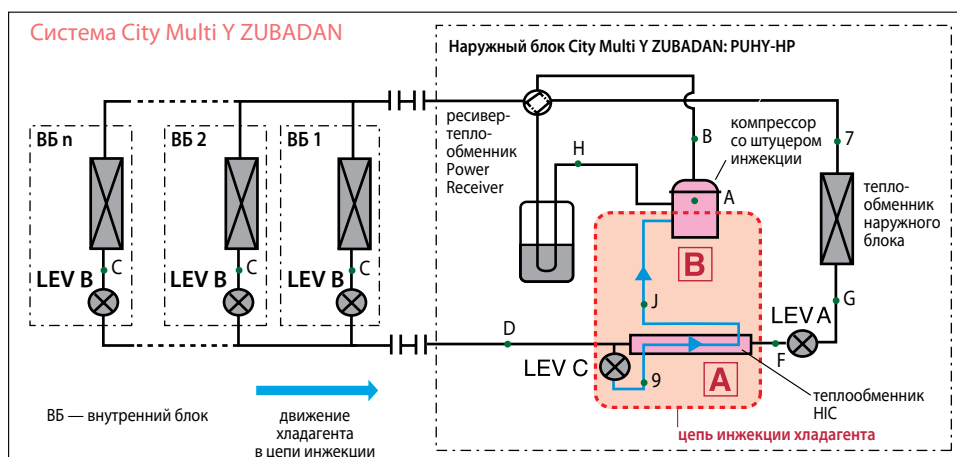 Система City Multi Y ZUBADAN
Наружный блок City Multi Y ZUBADAN: PUHY-HP
ресивер-
тепло-
обменник
Power
Receiver
компрессор
со штуцером
инжекции
B
7
H
A
ВБ n
ВБ 2
ВБ 1
тепло-
обменник
наружного
блока
C
C
C
LEV B
LEV B
LEV B
B
J
G
LEV A
D
F
LEV C
9
A
теплообменник
HIC
ВБ — внутренний блок
движение
хладагента
в цепи инжекции
цепь инжекции хладагента